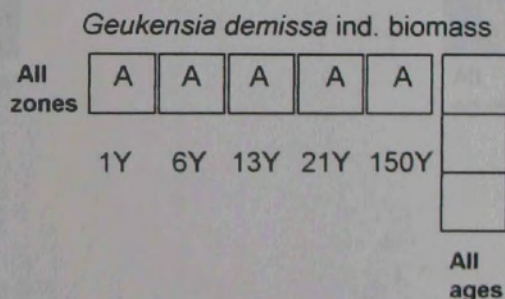 Geukensia demissa ind. biomass
All zones A A A A A
1Y 6Y 13Y 21Y 150Y
All
ages